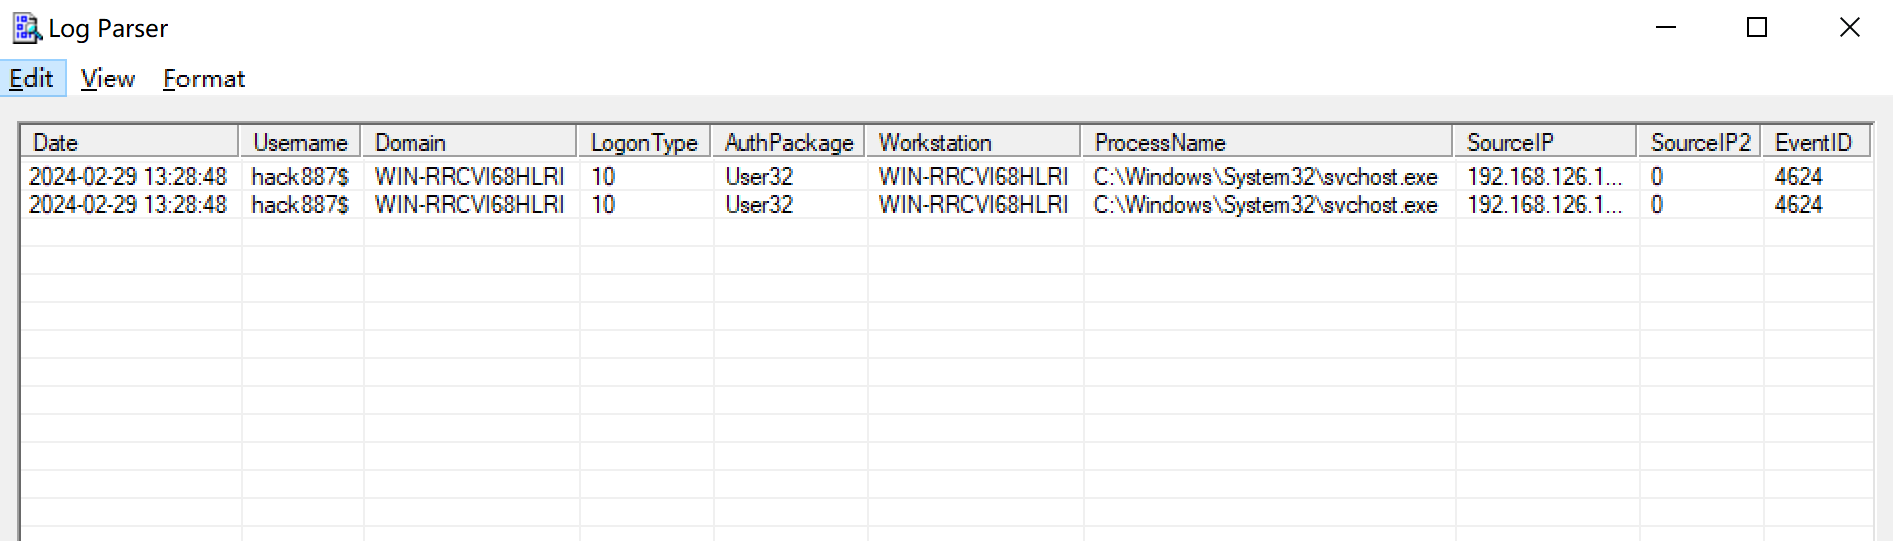 Log Parser
Edit View Format
Date Username Domain LogonType AuthPackage Workstation ProcessName SourceIP SourceIP2 EventID
2024-02-29 13:28:48 hack887$ WIN-RRCVI68HLRI 10 User32 WIN-RRCVI68HLRI C:\Windows\System32\svchost.exe 192.168.126.1... 0 4624
2024-02-29 13:28:48 hack887$ WIN-RRCVI68HLRI 10 User32 WIN-RRCVI68HLRI C:\Windows\System32\svchost.exe 192.168.126.1... 0 4624